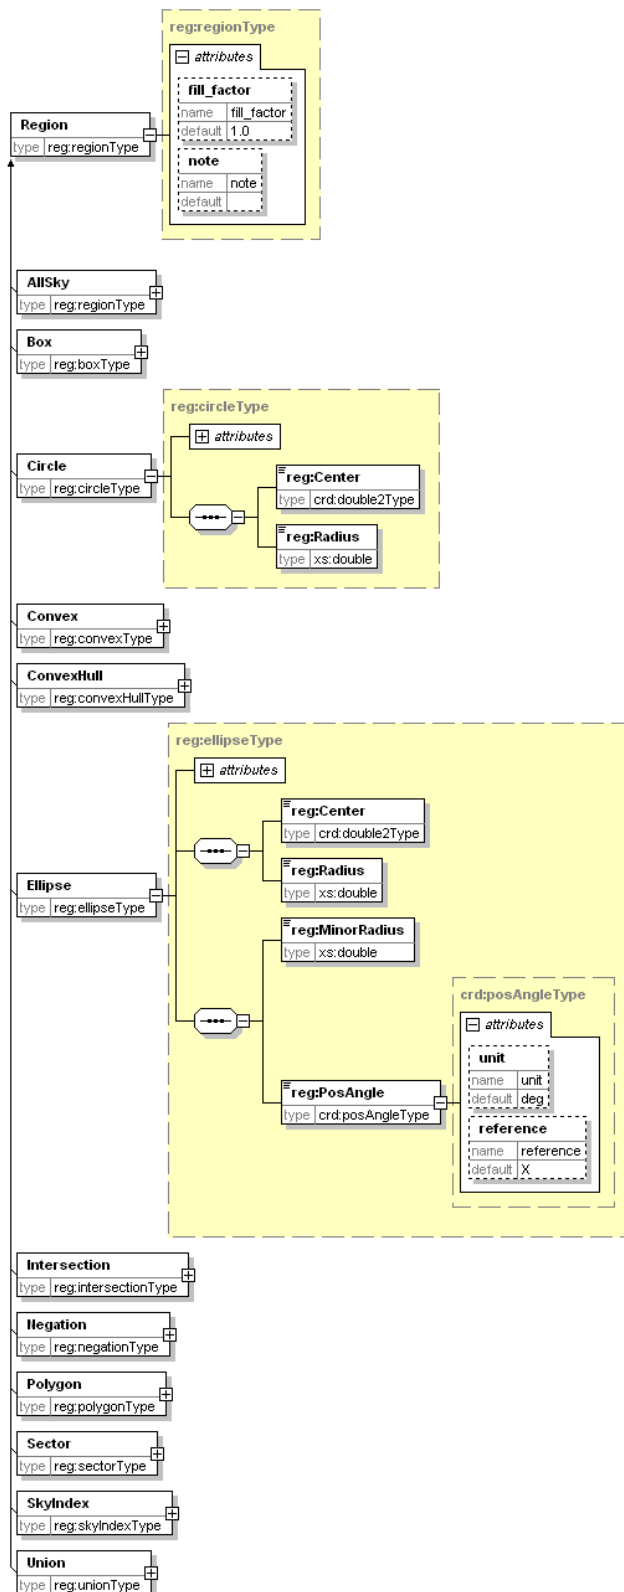 reg:regionType
attributes
fill_factor
name fill_factor
default 1.0
Region
type reg:regionType
note
name note
default
AllSky
type reg:regionType
Box
type reg:boxType
reg:circleType
attributes
Circle
type reg:circleType
reg:Center
type crd:double2Type
reg:Radius
type xs:double
Convex
type reg:convexType
ConvexHull
type reg:convexHullType
reg:ellipseType
attributes
reg:Center
type crd:double2Type
reg:Radius
type xs:double
Ellipse
type reg:ellipseType
reg:MinorRadius
type xs:double
crd:posAngleType
attributes
unit
name unit
default deg
reg:PosAngle
type crd:posAngleType
reference
name reference
default X
Intersection
type reg:intersectionType
Negation
type reg:negationType
Polygon
type reg:polygonType
Sector
type reg:sectorType
SkyIndex
type reg:skyIndexType
Union
type reg:unionType